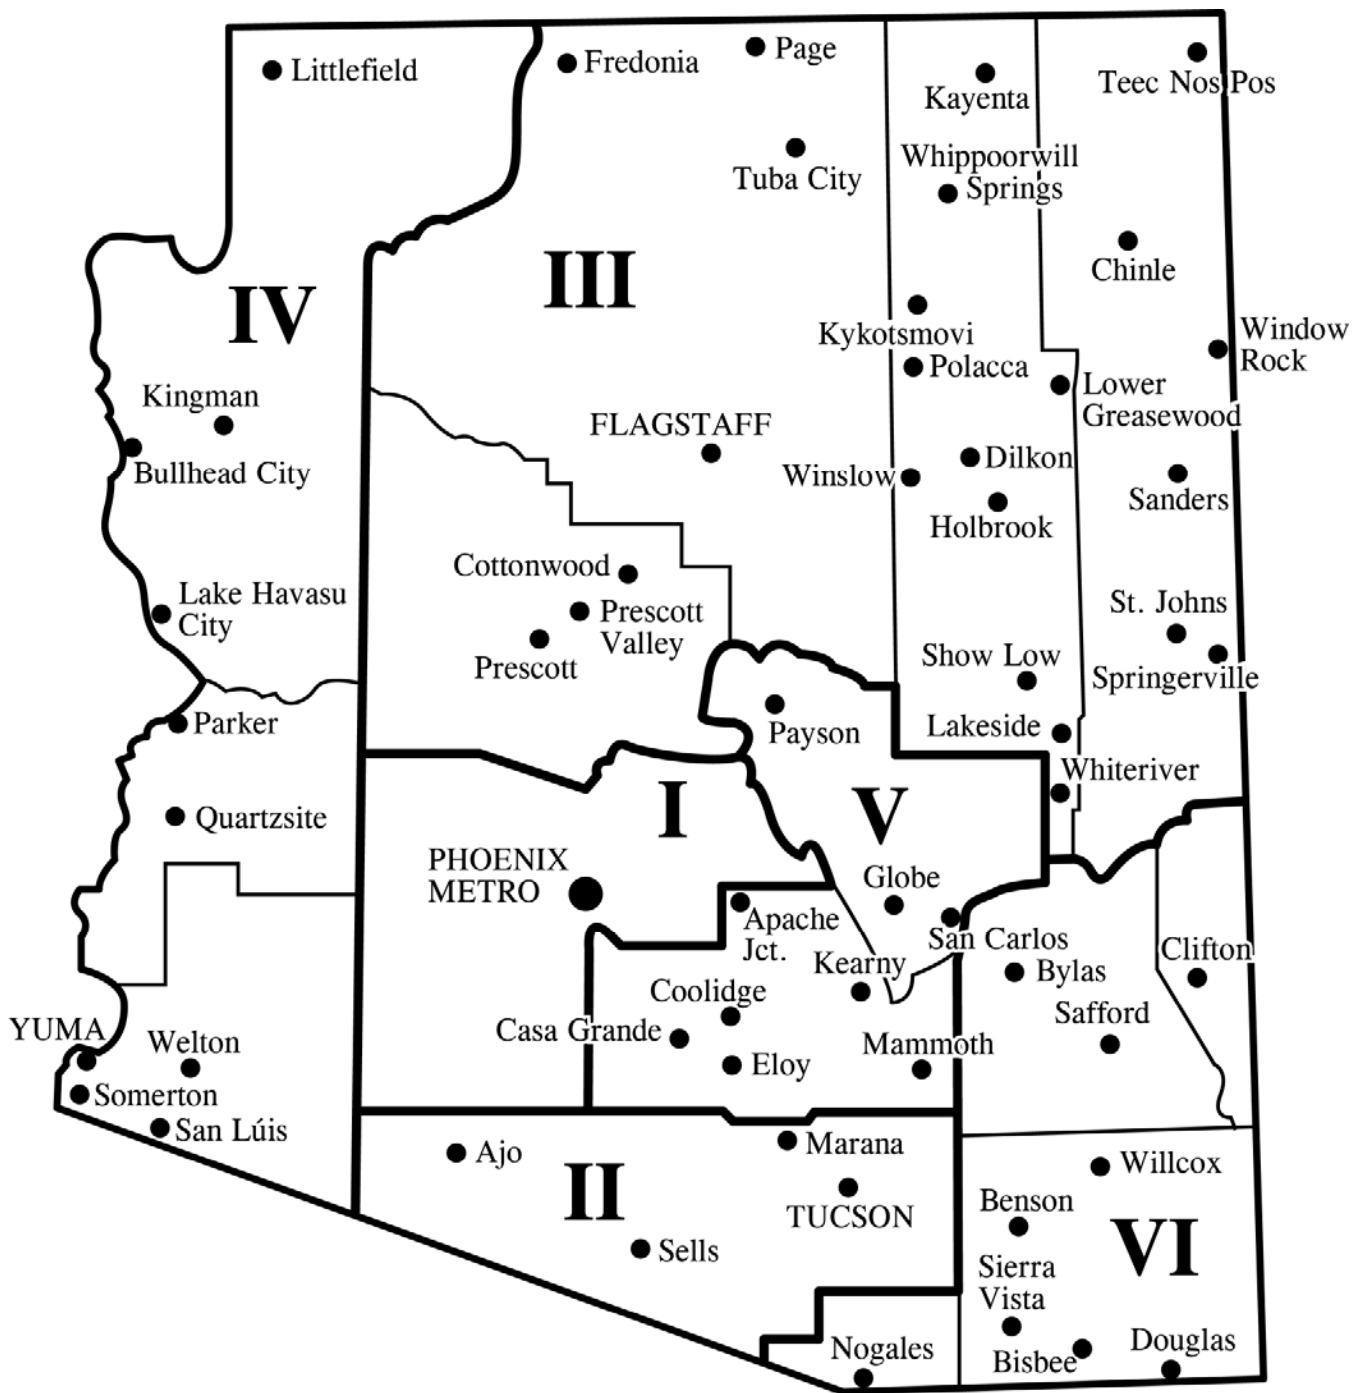 Littlefield
Fredonia
Page
Kayenta
Teec Nos Pos
Tuba City
Whippoorwill
Springs
Chinle
III
IV
Kykotsmovi
Window
Rock
Polacca
Lower
Greasewood
Kingman
FLAGSTAFF
Bullhead City
Winslow
Dilkon
Sanders
Holbrook
Cottonwood
Lake Havasu
City
Prescott
Valley
Prescott
St. Johns
Show Low
Springerville
Parker
Payson
Lakeside
Whiteriver
I
V
Quartzsite
PHOENIX
METRO
Globe
Apache
Jct.
San Carlos
Clifton
Kearny
Bylas
Coolidge
Safford
Casa Grande
YUMA
Welton
Mammoth
Eloy
Somerton
San Lúis
Ajo
Marana
II
Willcox
TUCSON
Benson
VI
Sells
Sierra
Vista
Nogales
Bisbee
Douglas